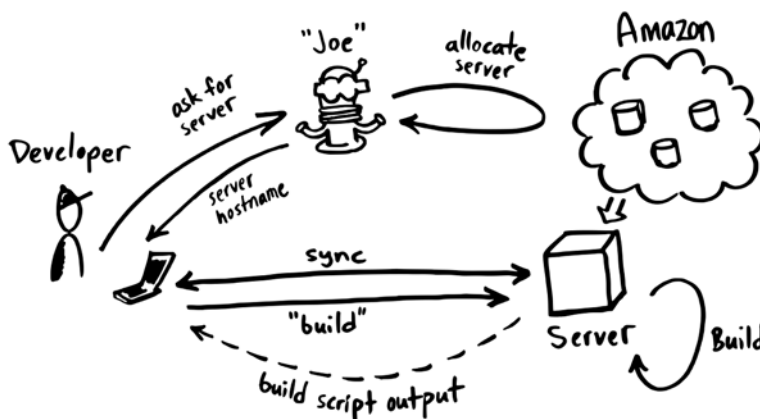 "Joe"
allocate
server
Amazon
ask for
server
Developer
server
hostname
sync
"build"
Server
Build
build script output